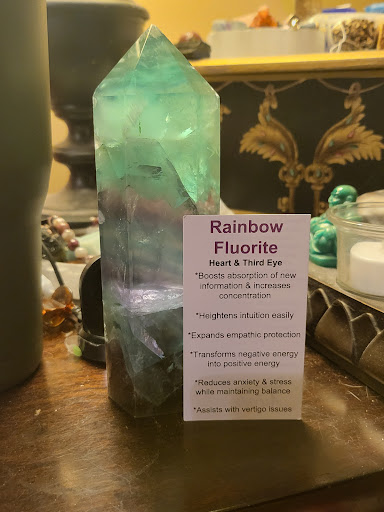 Rainbow
Fluorite
Heart & Third Eye
*Boosts absorption of new
information & increases
concentration
*Heightens intuition easily
*Expands empathic protection
*Transforms negative energy
into positive energy
*Reduces anxiety & stress
while maintaining balance
*Assists with vertigo issues